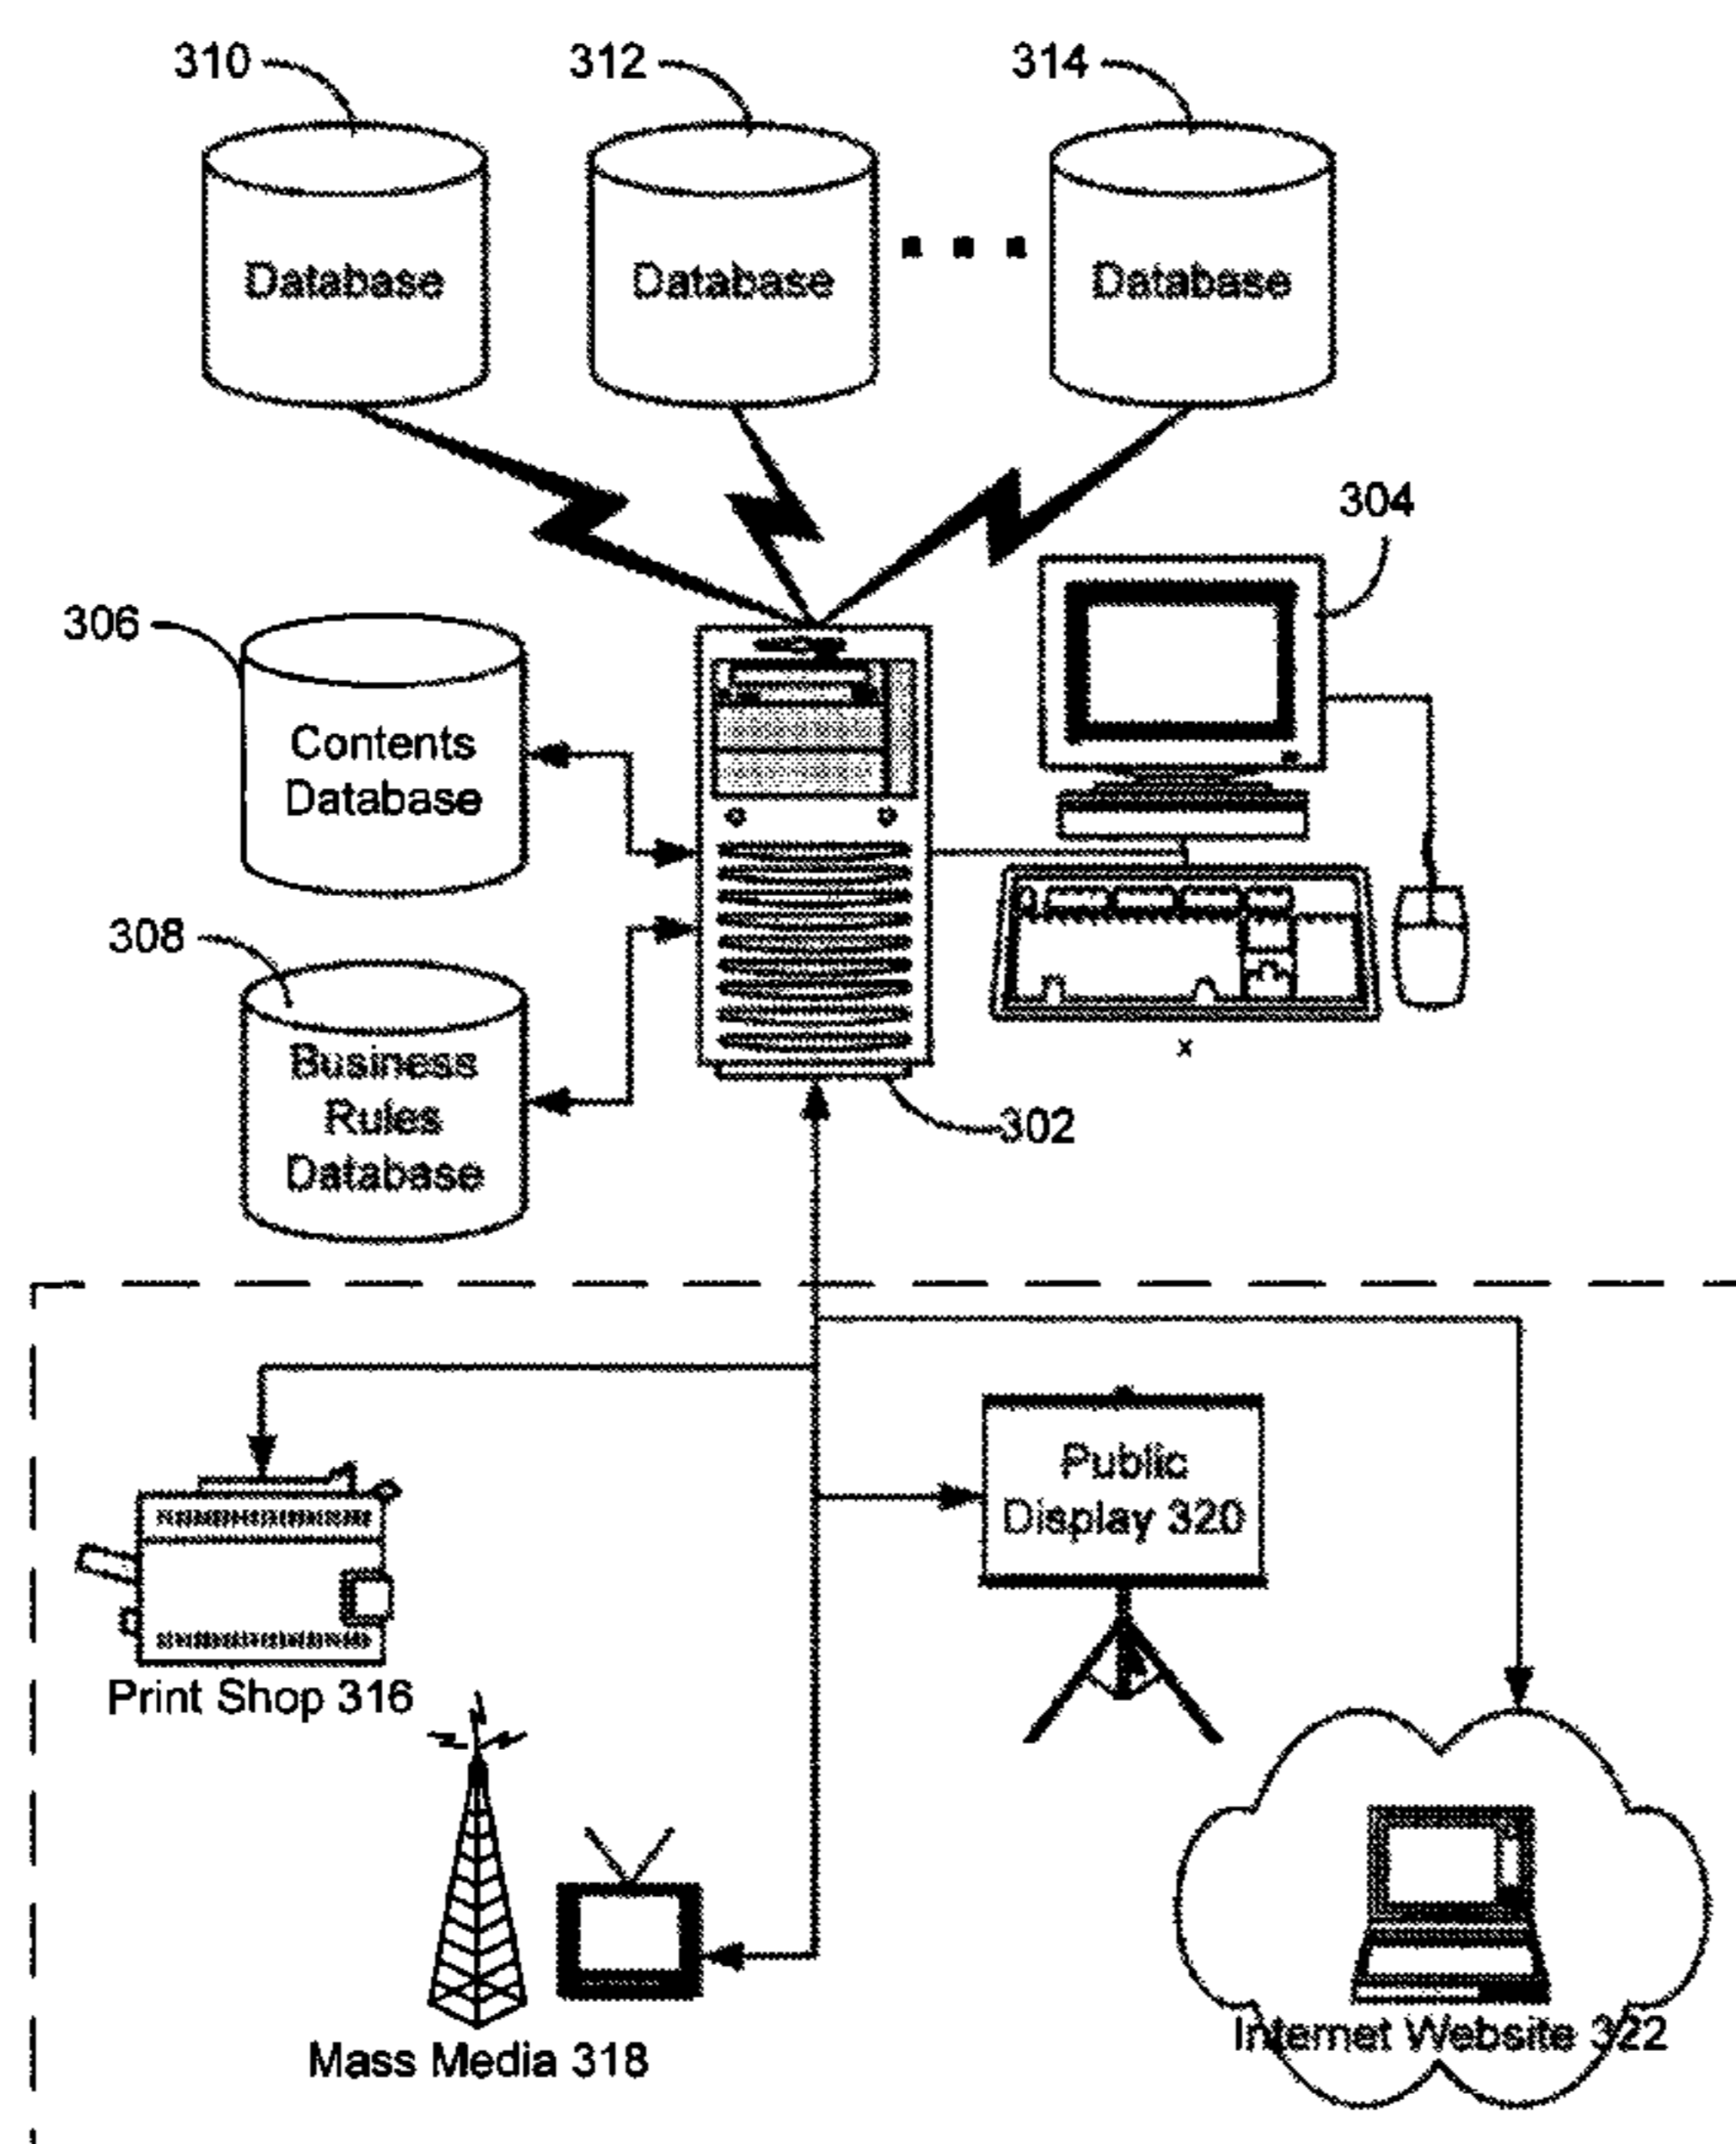 310
312
314
Database
Database
Database
304
306
Contents
Database
308
Business
Rules
Database
302
x
Public
Display 320
Print Shop 316
Mass Media 318
Internet Website 322